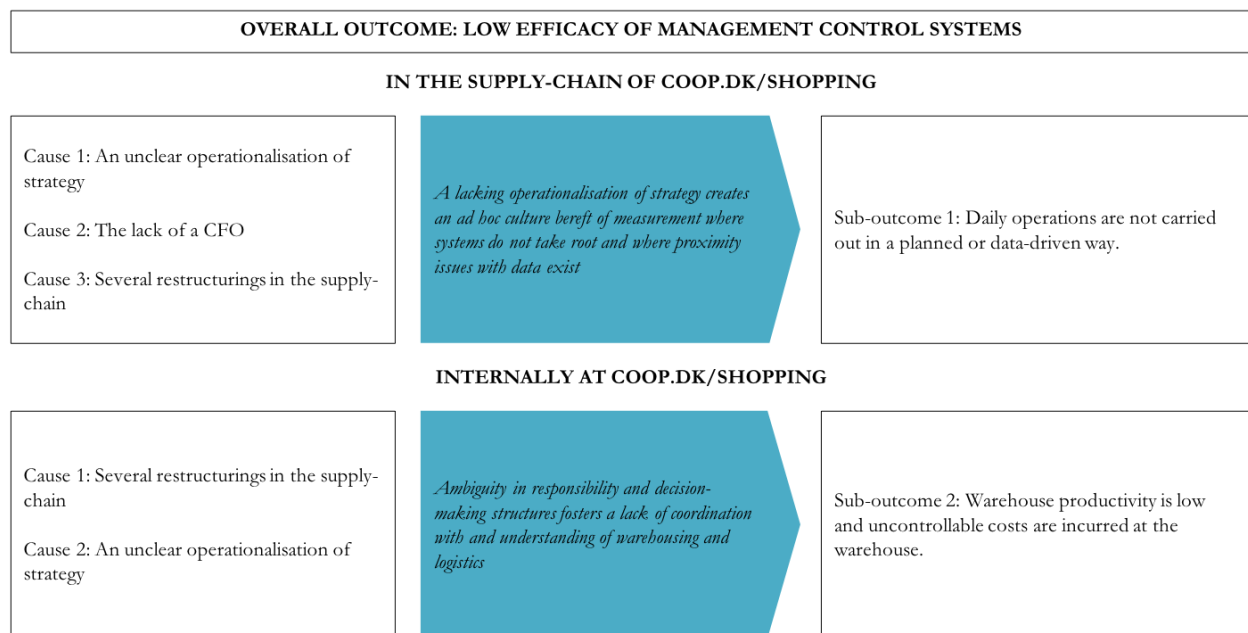 OVERALL OUTCOME: LOW EFFICACY OF MANAGEMENT CONTROL SYSTEMS
IN THE SUPPLY-CHAIN OF COOP.DK/SHOPPING
Cause 1: An unclear operationalisation of
strategy
Cause 2: The lack of a CFO
Cause 3: Several restructurings in the supply-
chain
A lacking operationalisation of strategy creates
an ad hoc culture bereft of measurement where
systems do not take root and where proximity
issues with data exist
Sub-outcome 1: Daily operations are not carried
out in a planned or data-driven way.
INTERNALLY AT COOP.DK/SHOPPING
Cause 1: Several restructurings in the supply-
chain
Cause 2: An unclear operationalisation of
strategy
Ambiguity in responsibility and decision-
making structures fosters a lack of coordination
with and understanding of warehousing and
logistics
Sub-outcome 2: Warehouse productivity is low
and uncontrollable costs are incurred at the
warehouse.